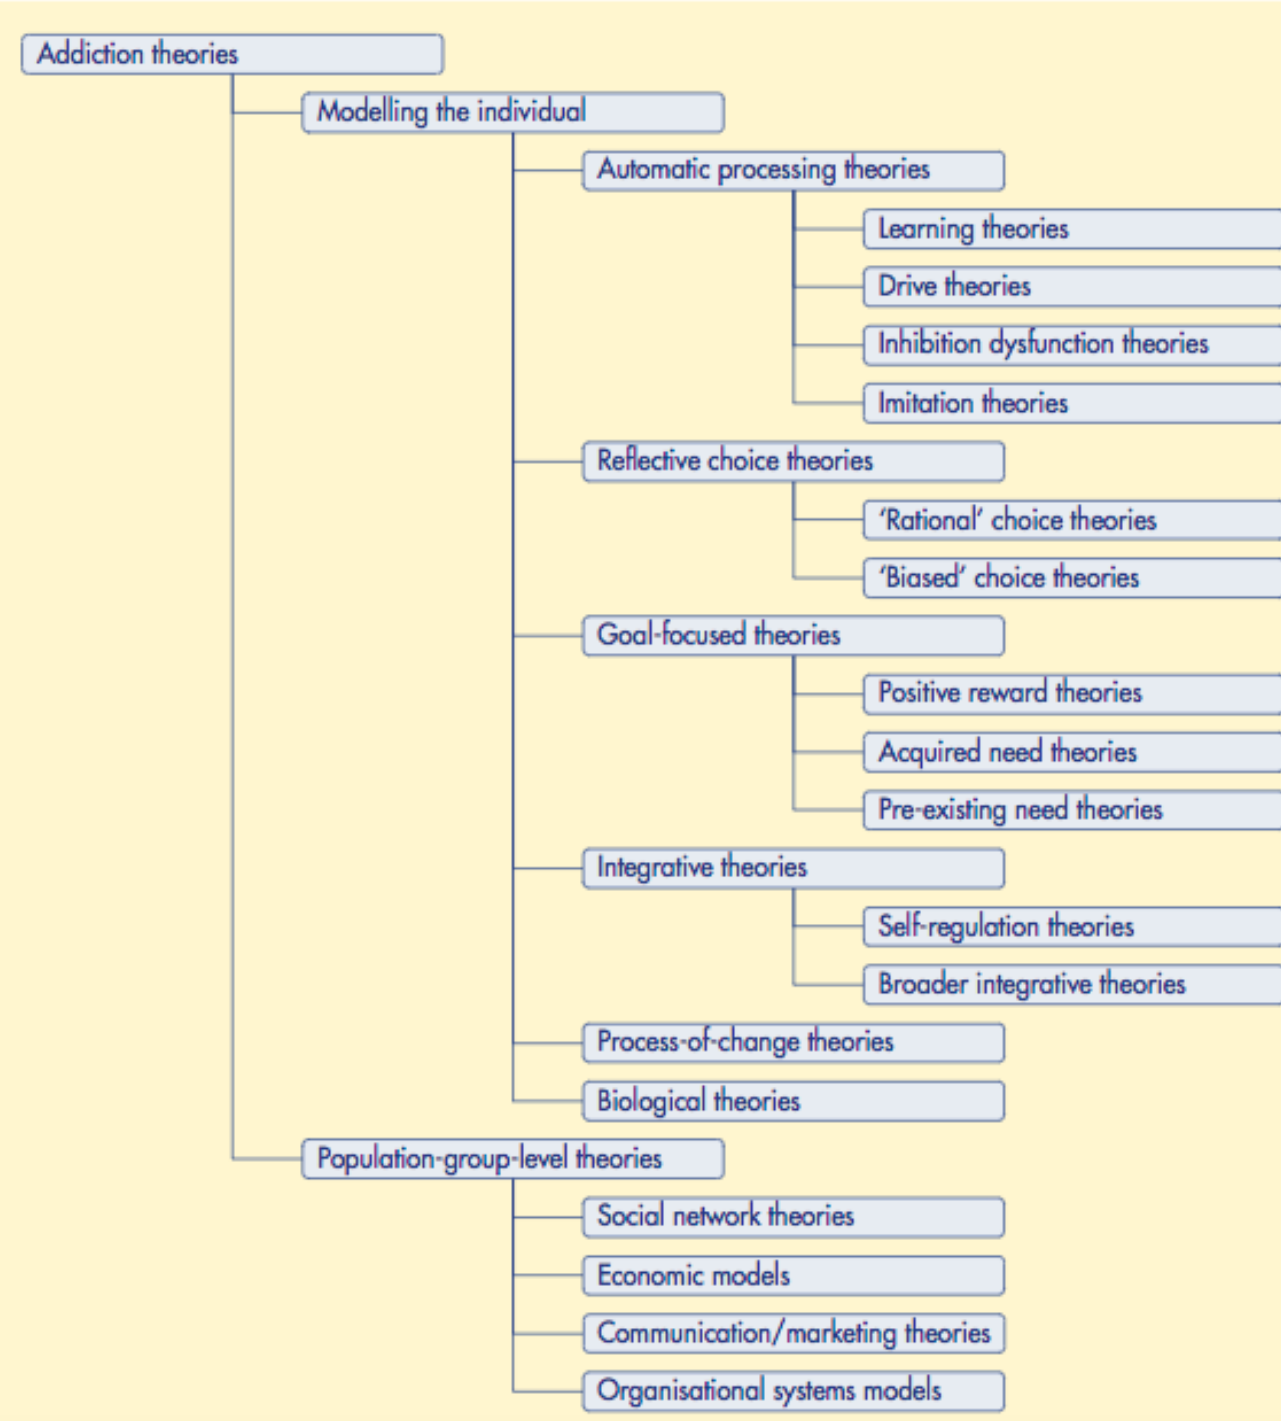 Addiction theories
Modelling the individual
Automatic processing theories
Learning theories
Drive theories
Inhibition dysfunction theories
Imitation theories
Reflective choice theories
‘Rational’ choice theories
‘Biased’ choice theories
Goal-focused theories
Positive reward theories
Acquired need theories
Pre-existing need theories
Integrative theories
Self-regulation theories
Broader integrative theories
Process-of-change theories
Biological theories
Population-group-level theories
Social network theories
Economic models
Communication/marketing theories
Organisational systems models